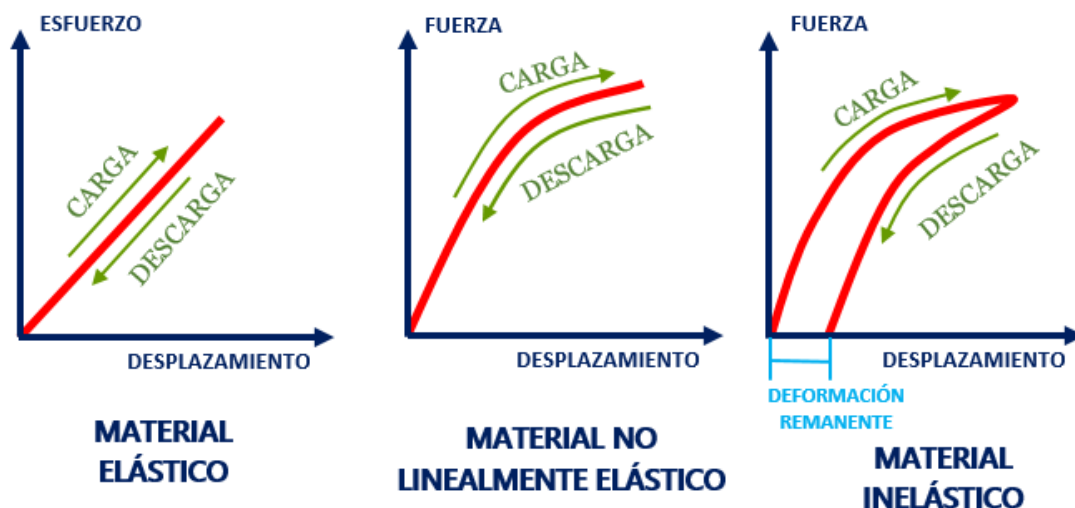 ESFUERZO
CARGA
DESCARGA
DESPLAZAMIENTO
MATERIAL
ELÁSTICO
FUERZA
CARGA
DESCARGA
DESPLAZAMIENTO
MATERIAL NO
LINEALMENTE ELÁSTICO
FUERZA
CARGA
DESCARGA
DESPLAZAMIENTO
DEFORMACIÓN
REMANENTE
MATERIAL
INELÁSTICO